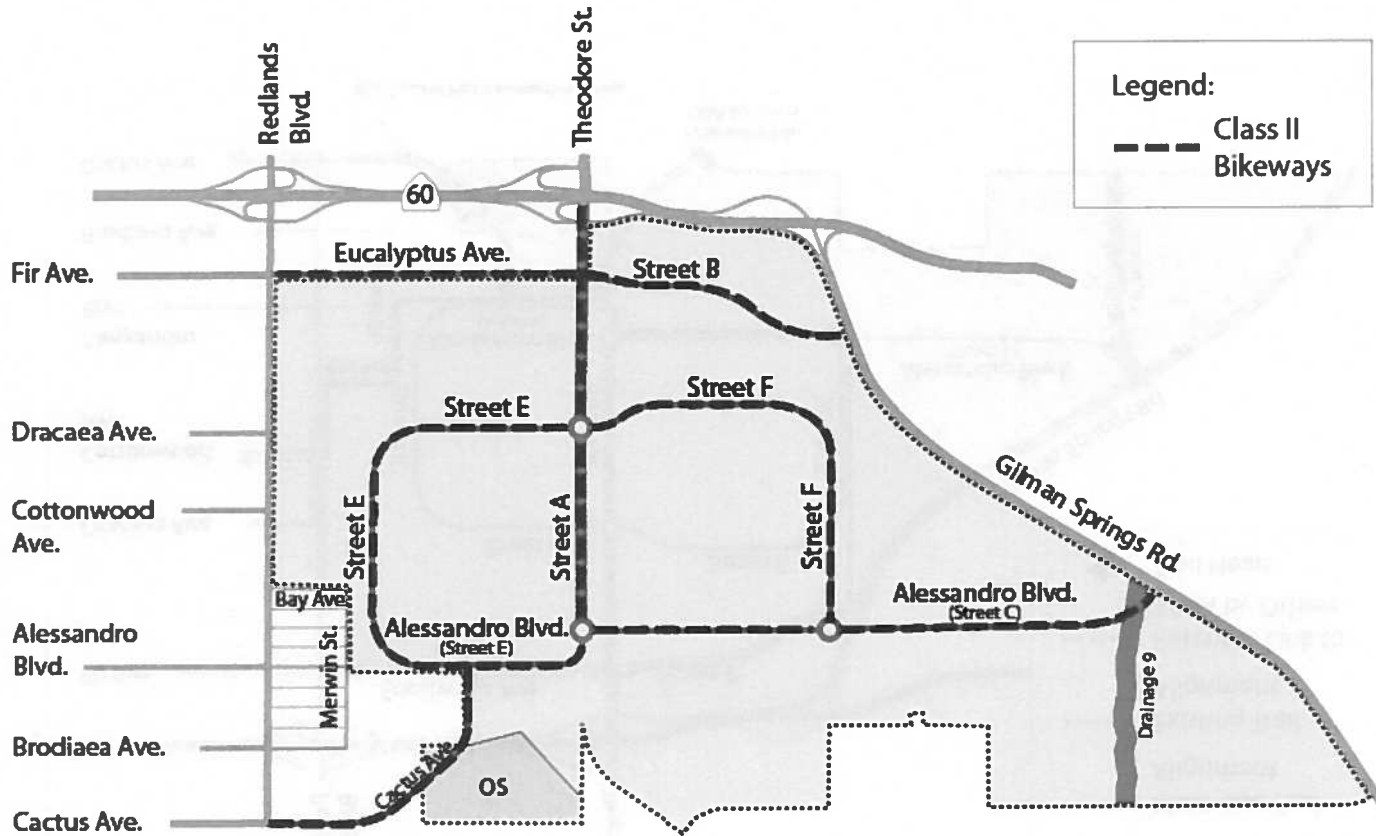 Redlands
Blvd.
Theodore St.
Legend:
Class II
Bikeways
60
Eucalyptus Ave.
Fir Ave.
Street B
Street F
Street E
Dracaea Ave.
Gilman Springs Rd.
Cottonwood
Ave.
Street E
Street A
Street F
Bay Ave
Alessandro Blvd.
(Street C)
Alessandro
Blvd.
Alessandro Blvd.
(Street E)
Merwin St.
Drainage 9
Brodiaea Ave.
Cactus Ave
OS
Cactus Ave.